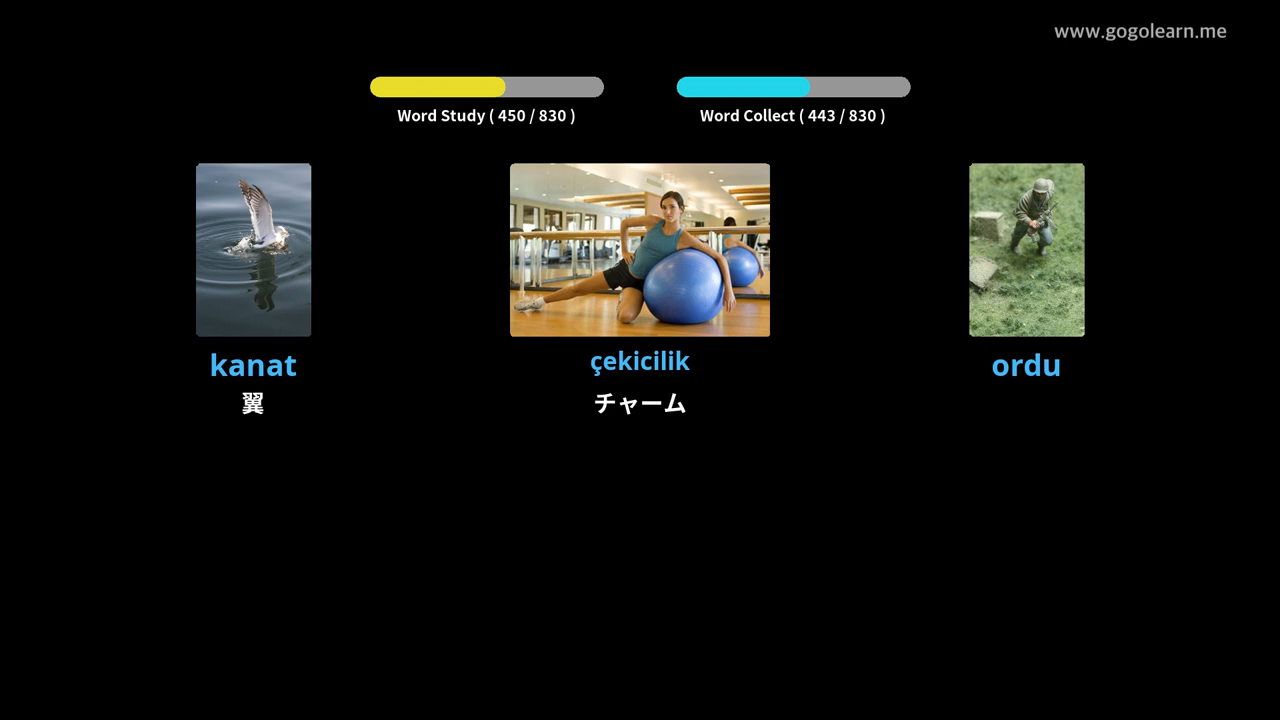 www.gogolearn.me
Word Study ( 450 / 830 )
Word Collect ( 443 / 830 )
kanat
翼
çekicilik
チャーム
ordu